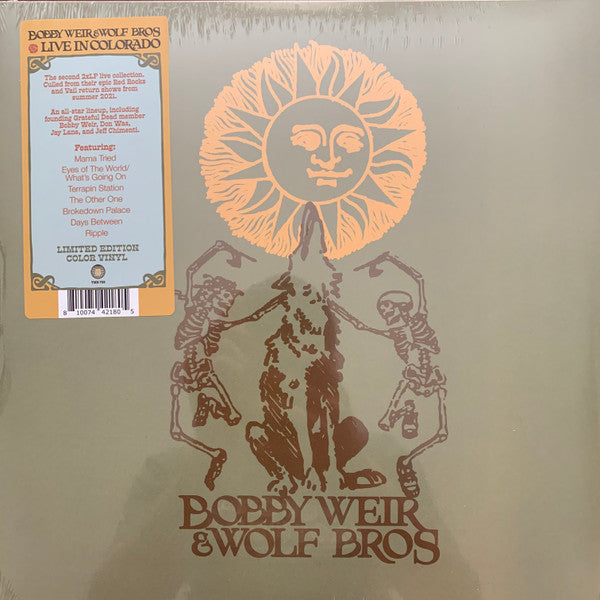 BOBBY WEIR & WOLF BROS
LIVE IN COLORADO
The second 2xLP live collection.
Culled from their epic Red Rocks
and Vail return shows from
summer 2021.
An all-star lineup, including
founding Grateful Dead member
Bobby Weir, Don Was,
Jay Lane, and Jeff Chimenti.
Featuring:
Mama Tried
Eyes of The World/
What's Going On
Terrapin Station
The Other One
Brokedown Palace
Days Between
Ripple
LIMITED EDITION
COLOR VINYL
8 10074 42180 5
BOBBY WEIR
& WOLF BROS